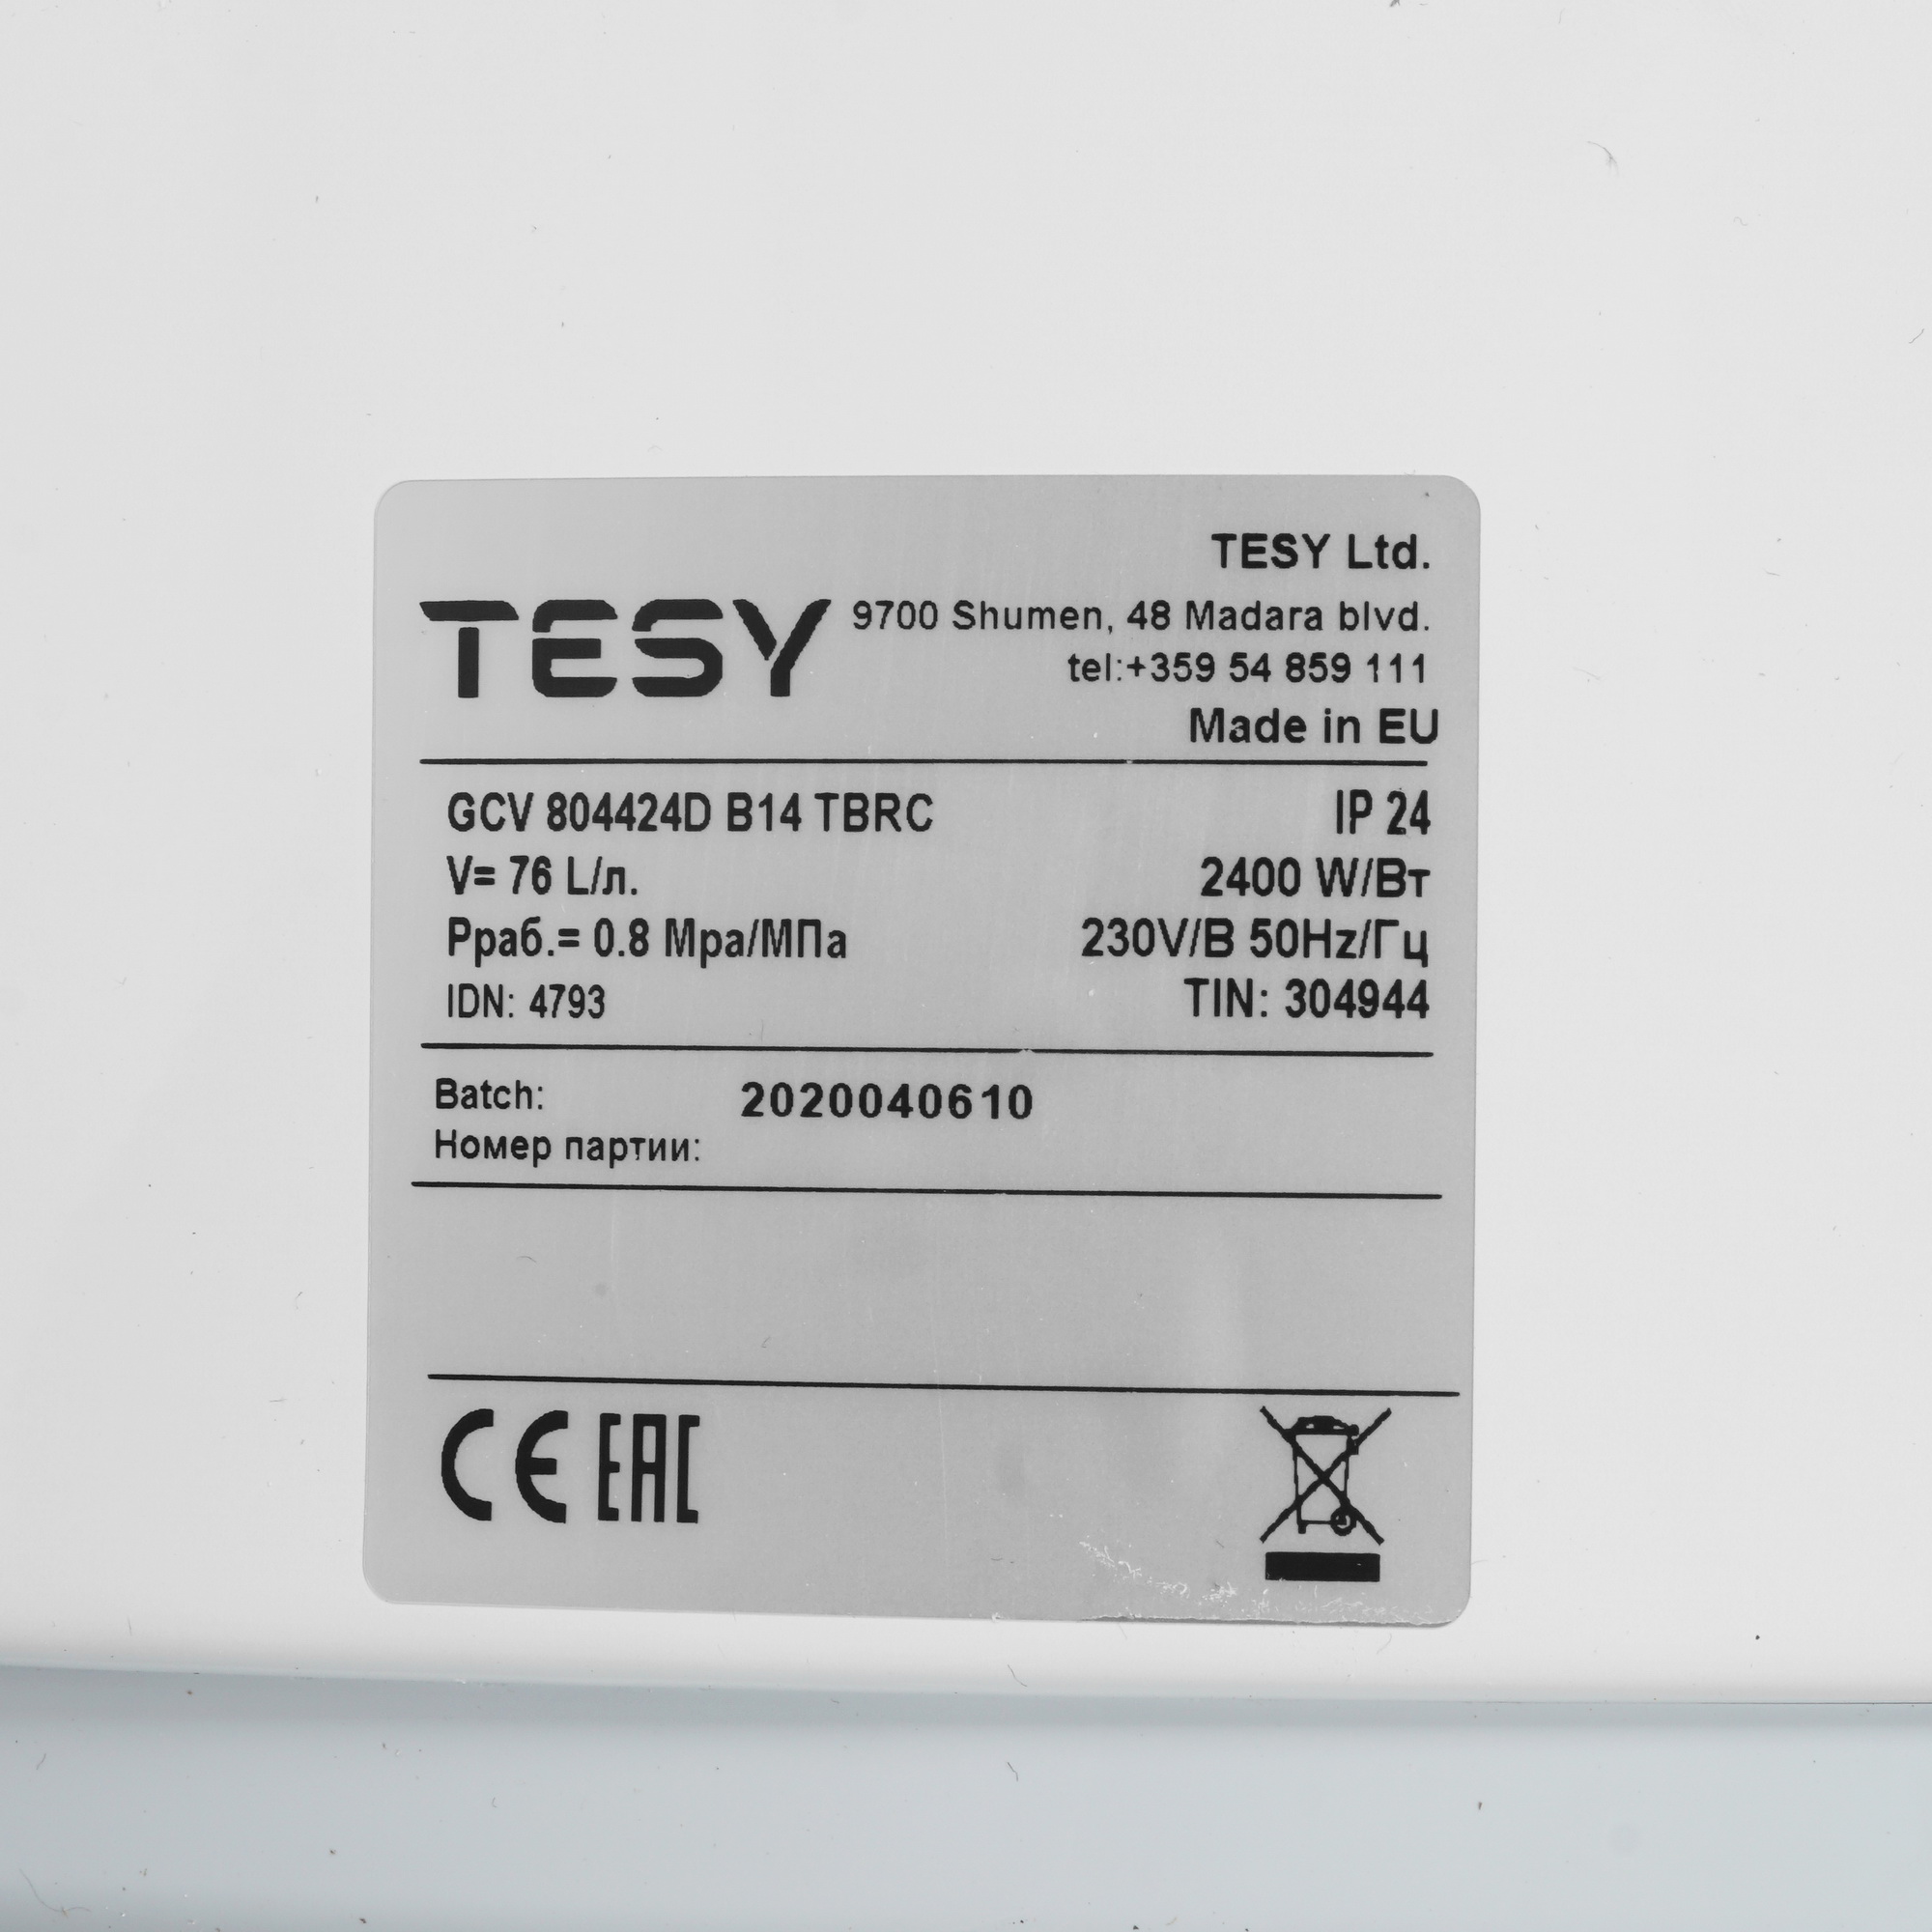 TESY Ltd.
TESY
9700 Shumen, 48 Madara blvd.
tel:+359 54 859 111
Made in EU
GCV 804424D B14 TBRC IP 24
V= 76 L/л. 2400 W/Вт
Рраб.= 0.8 Mpa/МПа 230V/В 50Hz/Гц
IDN: 4793 TIN: 304944
Batch: 2020040610
Номер партии:
CE EAC